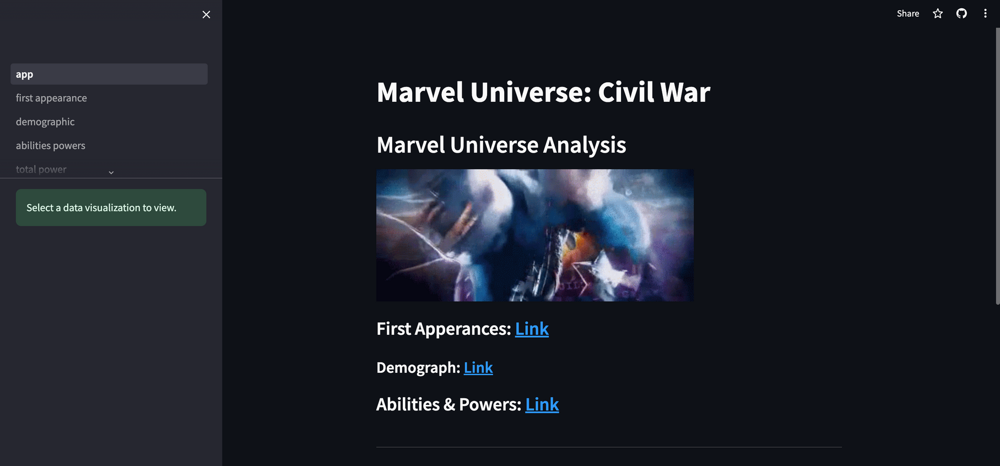 Share
app
first appearance
demographic
abilities powers
total power
Select a data visualization to view.
Marvel Universe: Civil War
Marvel Universe Analysis
First Apperances: Link
Demograph: Link
Abilities & Powers: Link